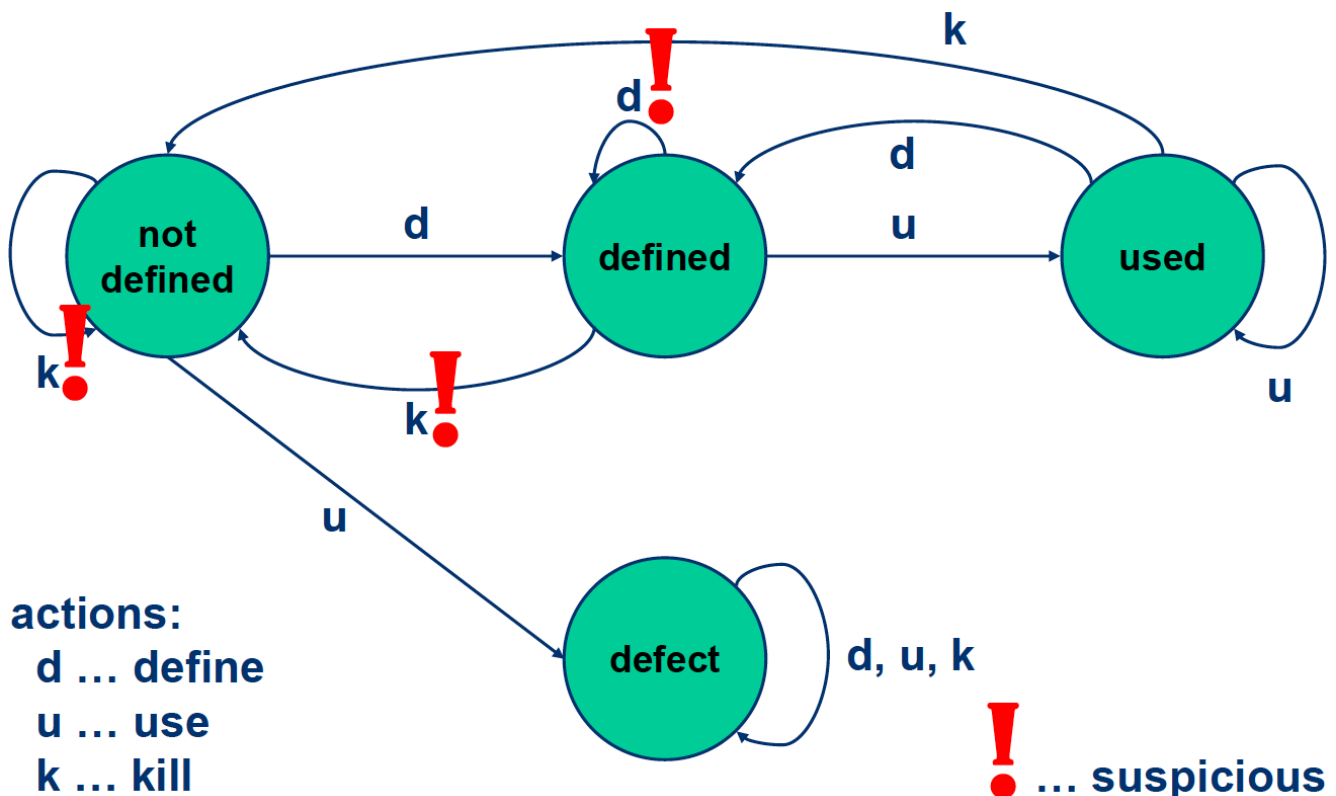 k
d
d
not
defined
d
defined
u
used
k
k
u
u
defect
d, u, k
actions:
d … define
u … use
k … kill
… suspicious